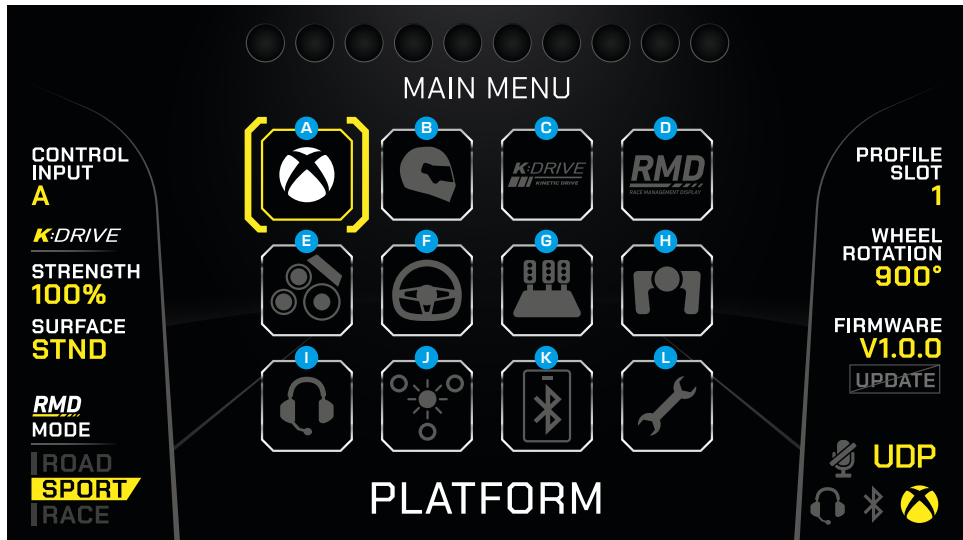 MAIN MENU
A
B
C
D
K:DRIVE
KINETIC DRIVE
RMD
RACE MANAGEMENT DISPLAY
E
F
G
H
I
J
K
L
PLATFORM
CONTROL
INPUT
A
K:DRIVE
STRENGTH
100%
SURFACE
STND
RMD
MODE
ROAD
SPORT
RACE
PROFILE
SLOT
1
WHEEL
ROTATION
900°
FIRMWARE
V1.0.0
UPDATE
UDP